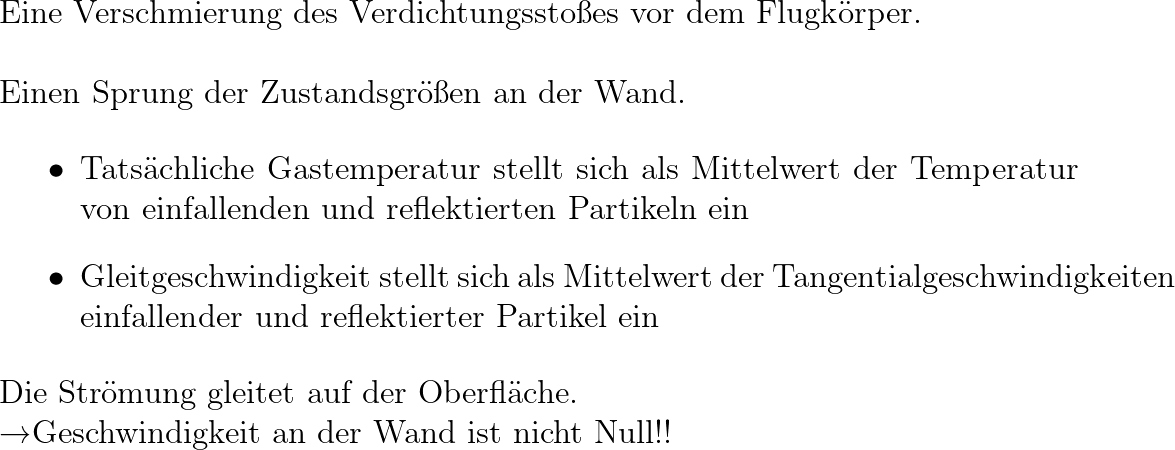 Eine Verschmierung des Verdichtungsstoßes vor dem Flugkörper.
Einen Sprung der Zustandsgrößen an der Wand.
• Tatsächliche Gastemperatur stellt sich als Mittelwert der Temperatur
von einfallenden und reflektierten Partikeln ein
• Gleitgeschwindigkeit stellt sich als Mittelwert der Tangentialgeschwindigkeiten
einfallender und reflektierter Partikel ein
Die Strömung gleitet auf der Oberfläche.
→Geschwindigkeit an der Wand ist nicht Null!!